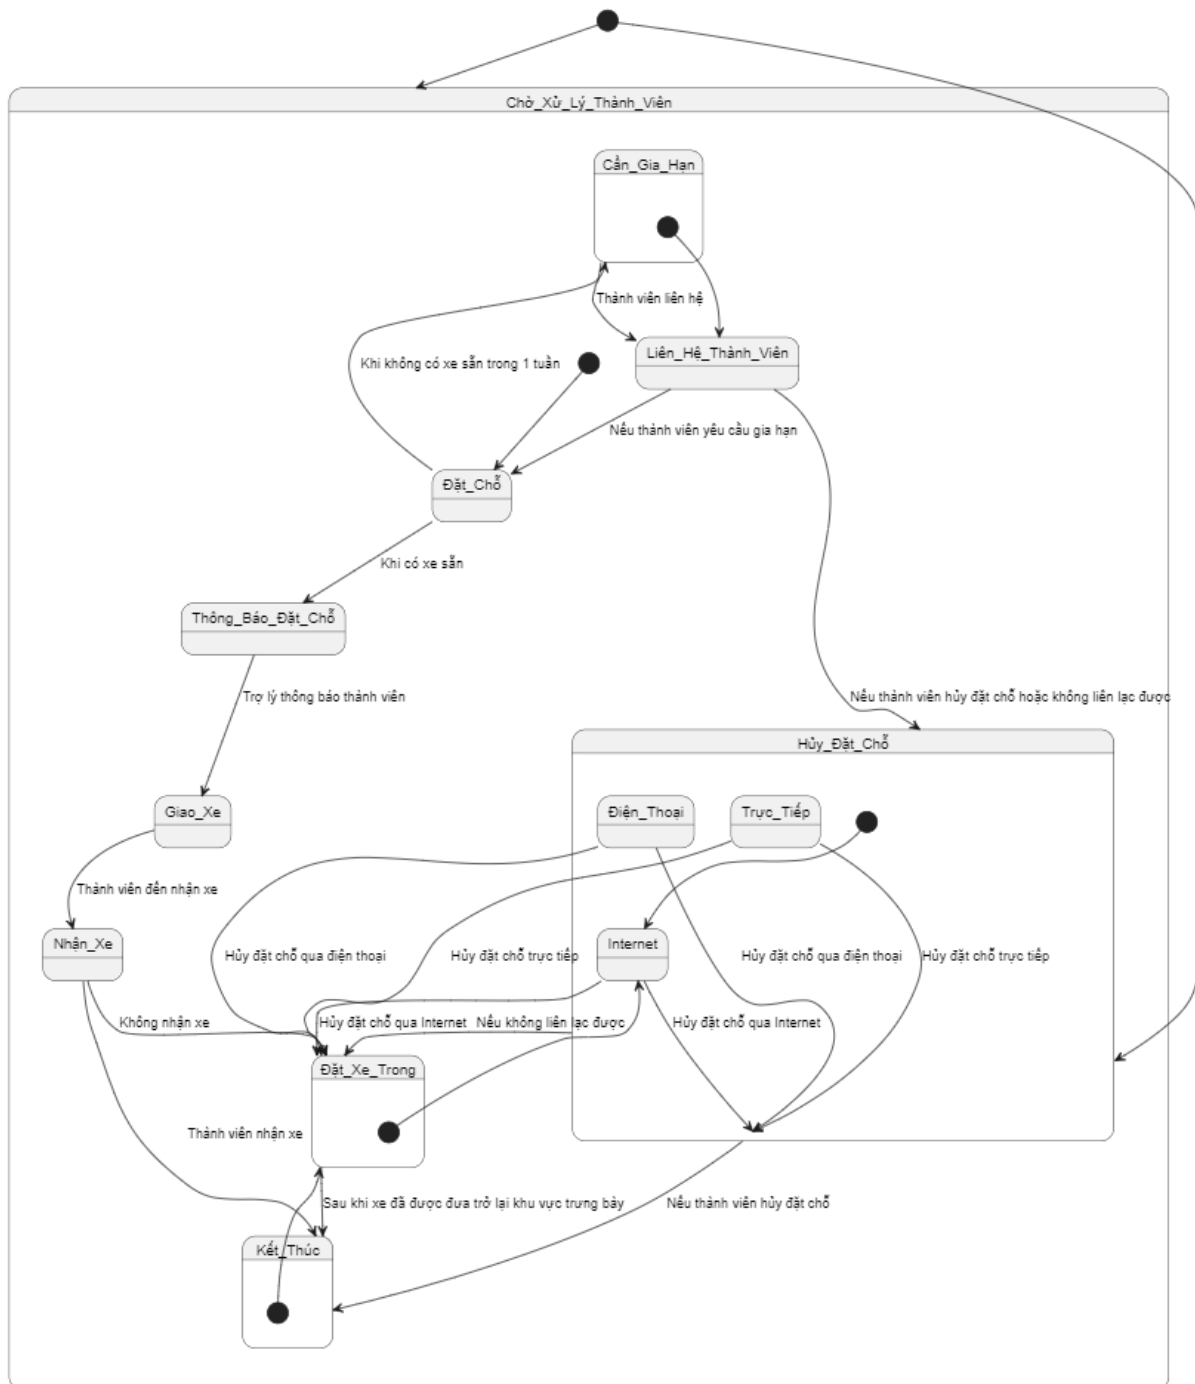 Chờ_Xử_Lý_Thành_Viên
Cần_Gia_Hạn
Thành viên liên hệ
Liên_Hệ_Thành_Viên
Khi không có xe sẵn trong 1 tuần
Nếu thành viên yêu cầu gia hạn
Đặt_Chỗ
Khi có xe sẵn
Thông_Báo_Đặt_Chỗ
Trợ lý thông báo thành viên
Nếu thành viên hủy đặt chỗ hoặc không liên lạc được
Hủy_Đặt_Chỗ
Giao_Xe
Điện_Thoại
Trực_Tiếp
Thành viên đến nhận xe
Nhận_Xe
Internet
Hủy đặt chỗ qua điện thoại
Hủy đặt chỗ trực tiếp
Hủy đặt chỗ qua điện thoại
Hủy đặt chỗ trực tiếp
Không nhận xe
Hủy đặt chỗ qua Internet
Nếu không liên lạc được
Hủy đặt chỗ qua Internet
Đặt_Xe_Trong
Thành viên nhận xe
Sau khi xe đã được đưa trở lại khu vực trưng bày
Nếu thành viên hủy đặt chỗ
Kết_Thúc